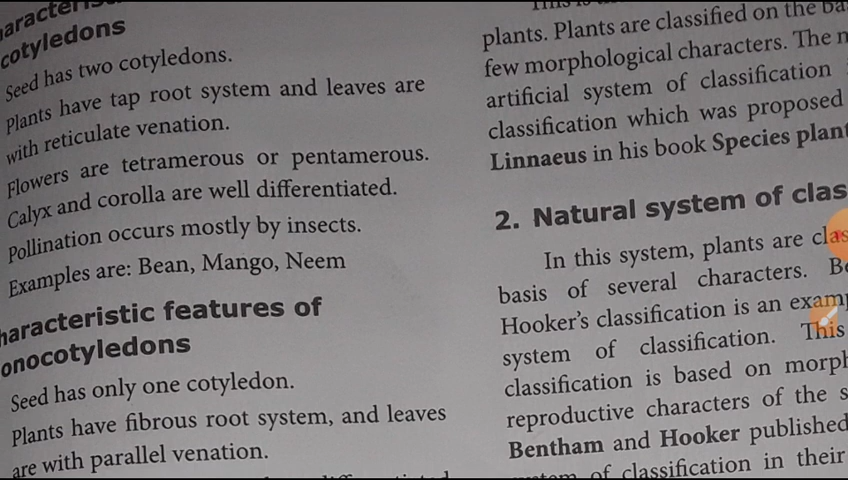 cotyledons
Seed has two cotyledons.
Plants have tap root system and leaves are
with reticulate venation.
Flowers are tetramerous or pentamerous.
Calyx and corolla are well differentiated.
Pollination occurs mostly by insects.
Examples are: Bean, Mango, Neem
haracteristic features of
onocotyledons
Seed has only one cotyledon.
Plants have fibrous root system, and leaves
are with parallel venation.
plants. Plants are classified on the ba
few morphological characters. The m
artificial system of classification
classification which was proposed
Linnaeus in his book Species plant
2. Natural system of clas
In this system, plants are clas
basis of several characters. Be
Hooker's classification is an examp
system of classification. This
classification is based on morph
reproductive characters of the s
Bentham and Hooker published
of classification in their